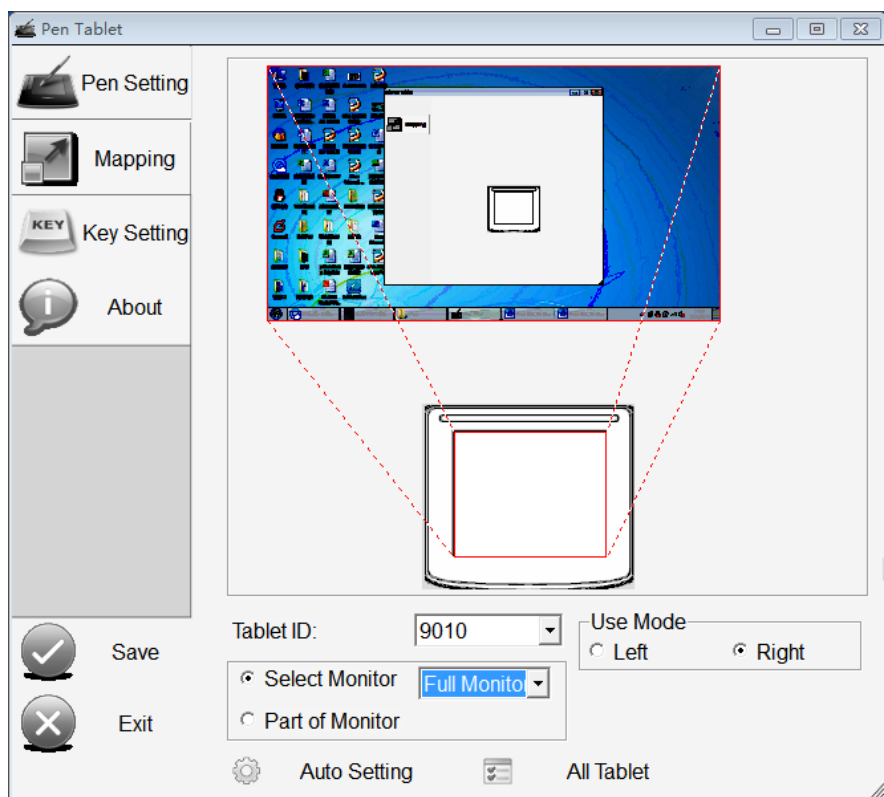 Pen Tablet
Pen Setting
Mapping
KEY
Key Setting
About
Save
Exit
Tablet ID:
9010
Use Mode
Left
Right
Select Monitor
Full Monitor
Part of Monitor
Auto Setting
All Tablet